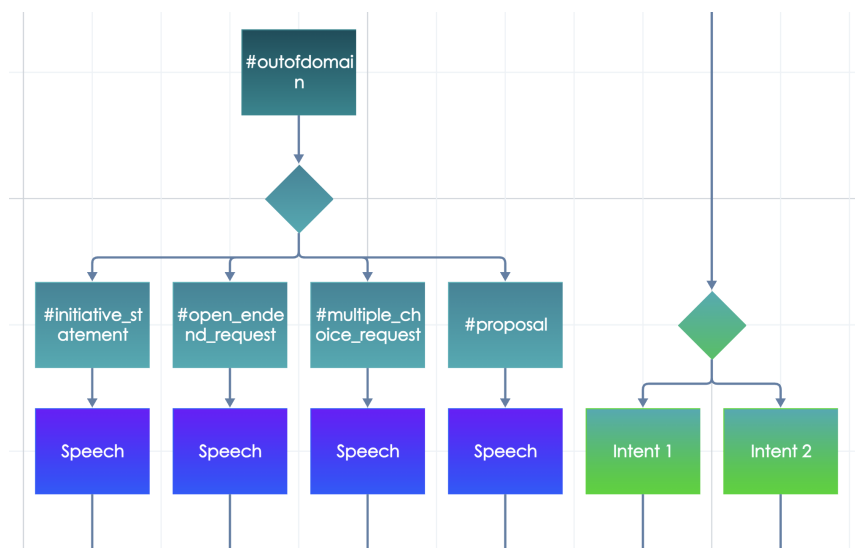 #outofdomai
n
#initiative_st
atement
#open_ende
nd_request
#multiple_ch
oice_request
#proposal
Speech
Speech
Speech
Speech
Intent 1
Intent 2